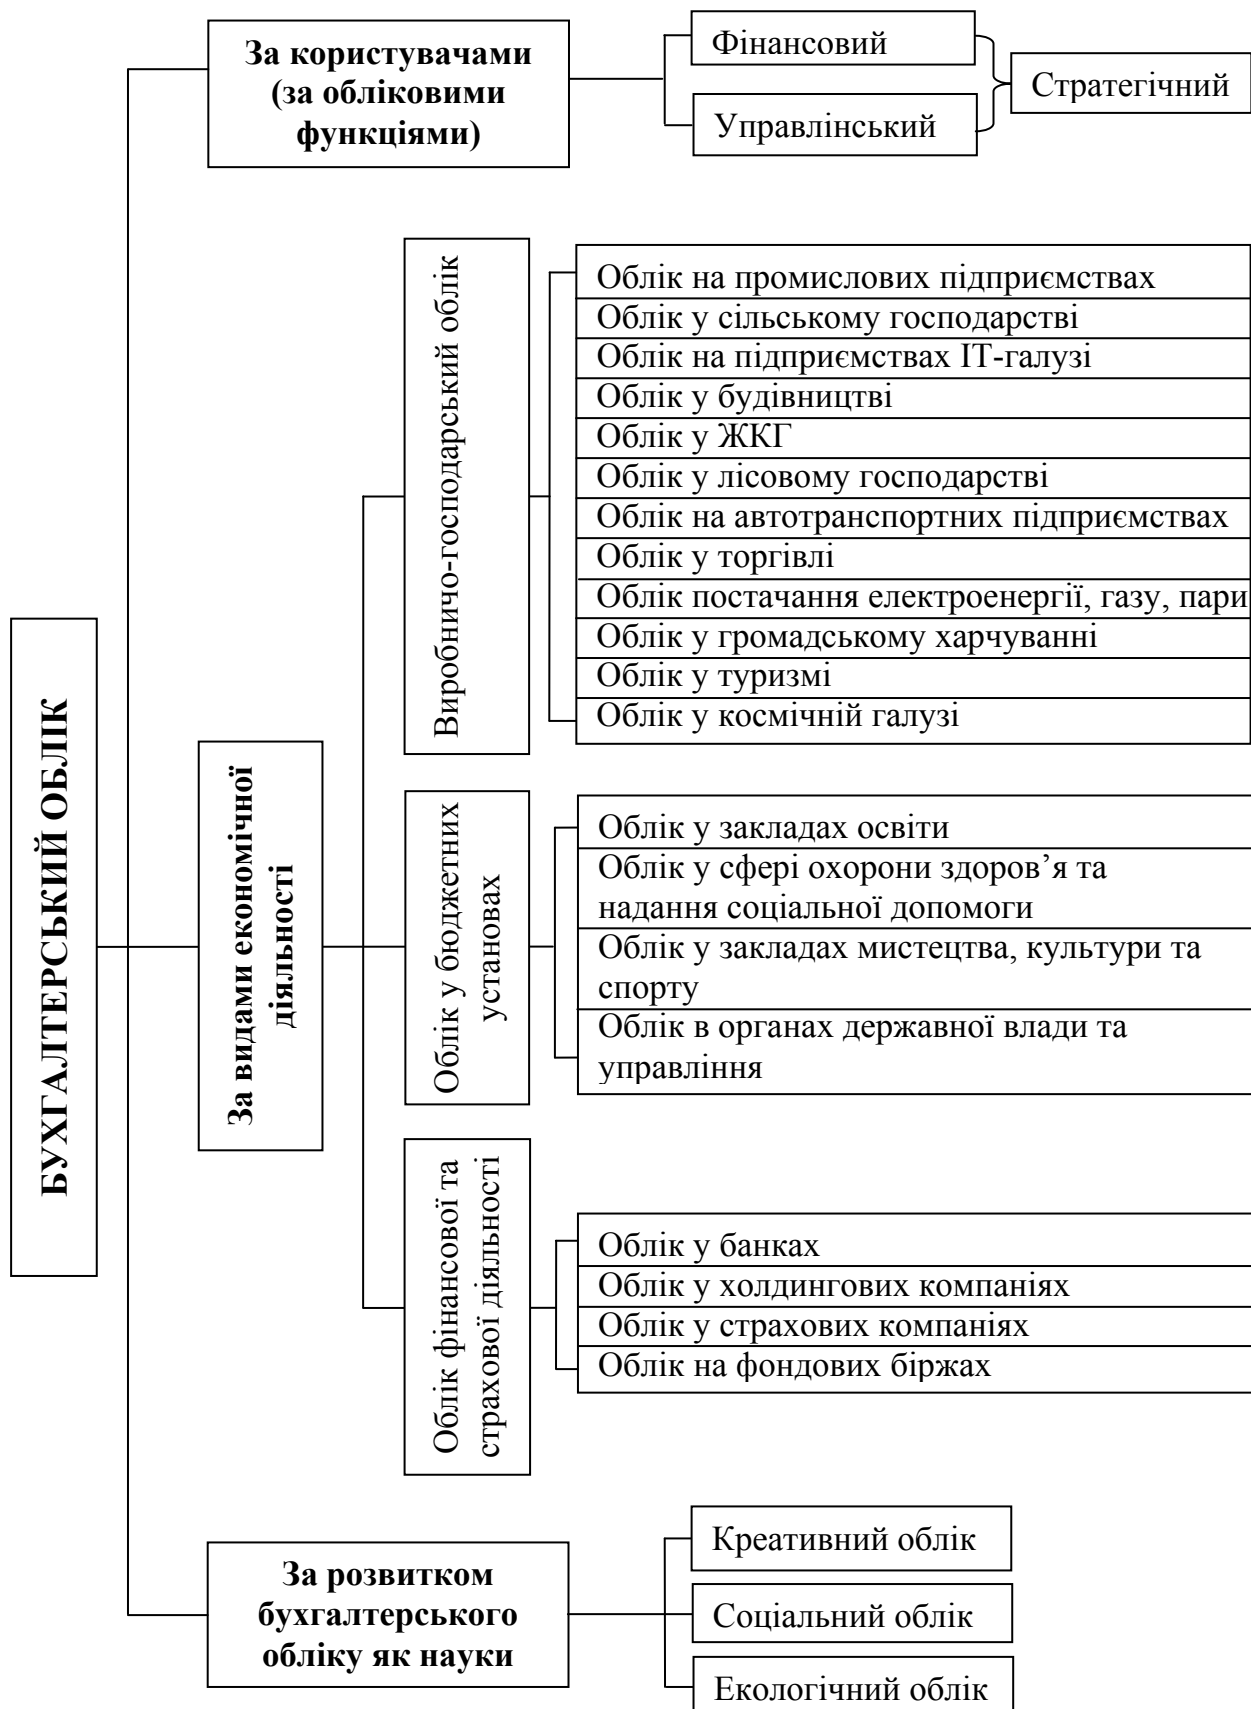 За користувачами
(за обліковими
функціями)
Фінансовий
Управлінський
Стратегічний
БУХГАЛТЕРСЬКИЙ ОБЛІК
За видами економічної
діяльності
Виробничо-господарський облік
Облік на промислових підприємствах
Облік у сільському господарстві
Облік на підприємствах ІТ-галузі
Облік у будівництві
Облік у ЖКГ
Облік у лісовому господарстві
Облік на автотранспортних підприємствах
Облік у торгівлі
Облік постачання електроенергії, газу, пари
Облік у громадському харчуванні
Облік у туризмі
Облік у космічній галузі
Облік у бюджетних
установах
Облік у закладах освіти
Облік у сфері охорони здоров’я та
надання соціальної допомоги
Облік у закладах мистецтва, культури та
спорту
Облік в органах державної влади та
управління
Облік фінансової та
страхової діяльності
Облік у банках
Облік у холдингових компаніях
Облік у страхових компаніях
Облік на фондових біржах
За розвитком
бухгалтерського
обліку як науки
Креативний облік
Соціальний облік
Екологічний облік